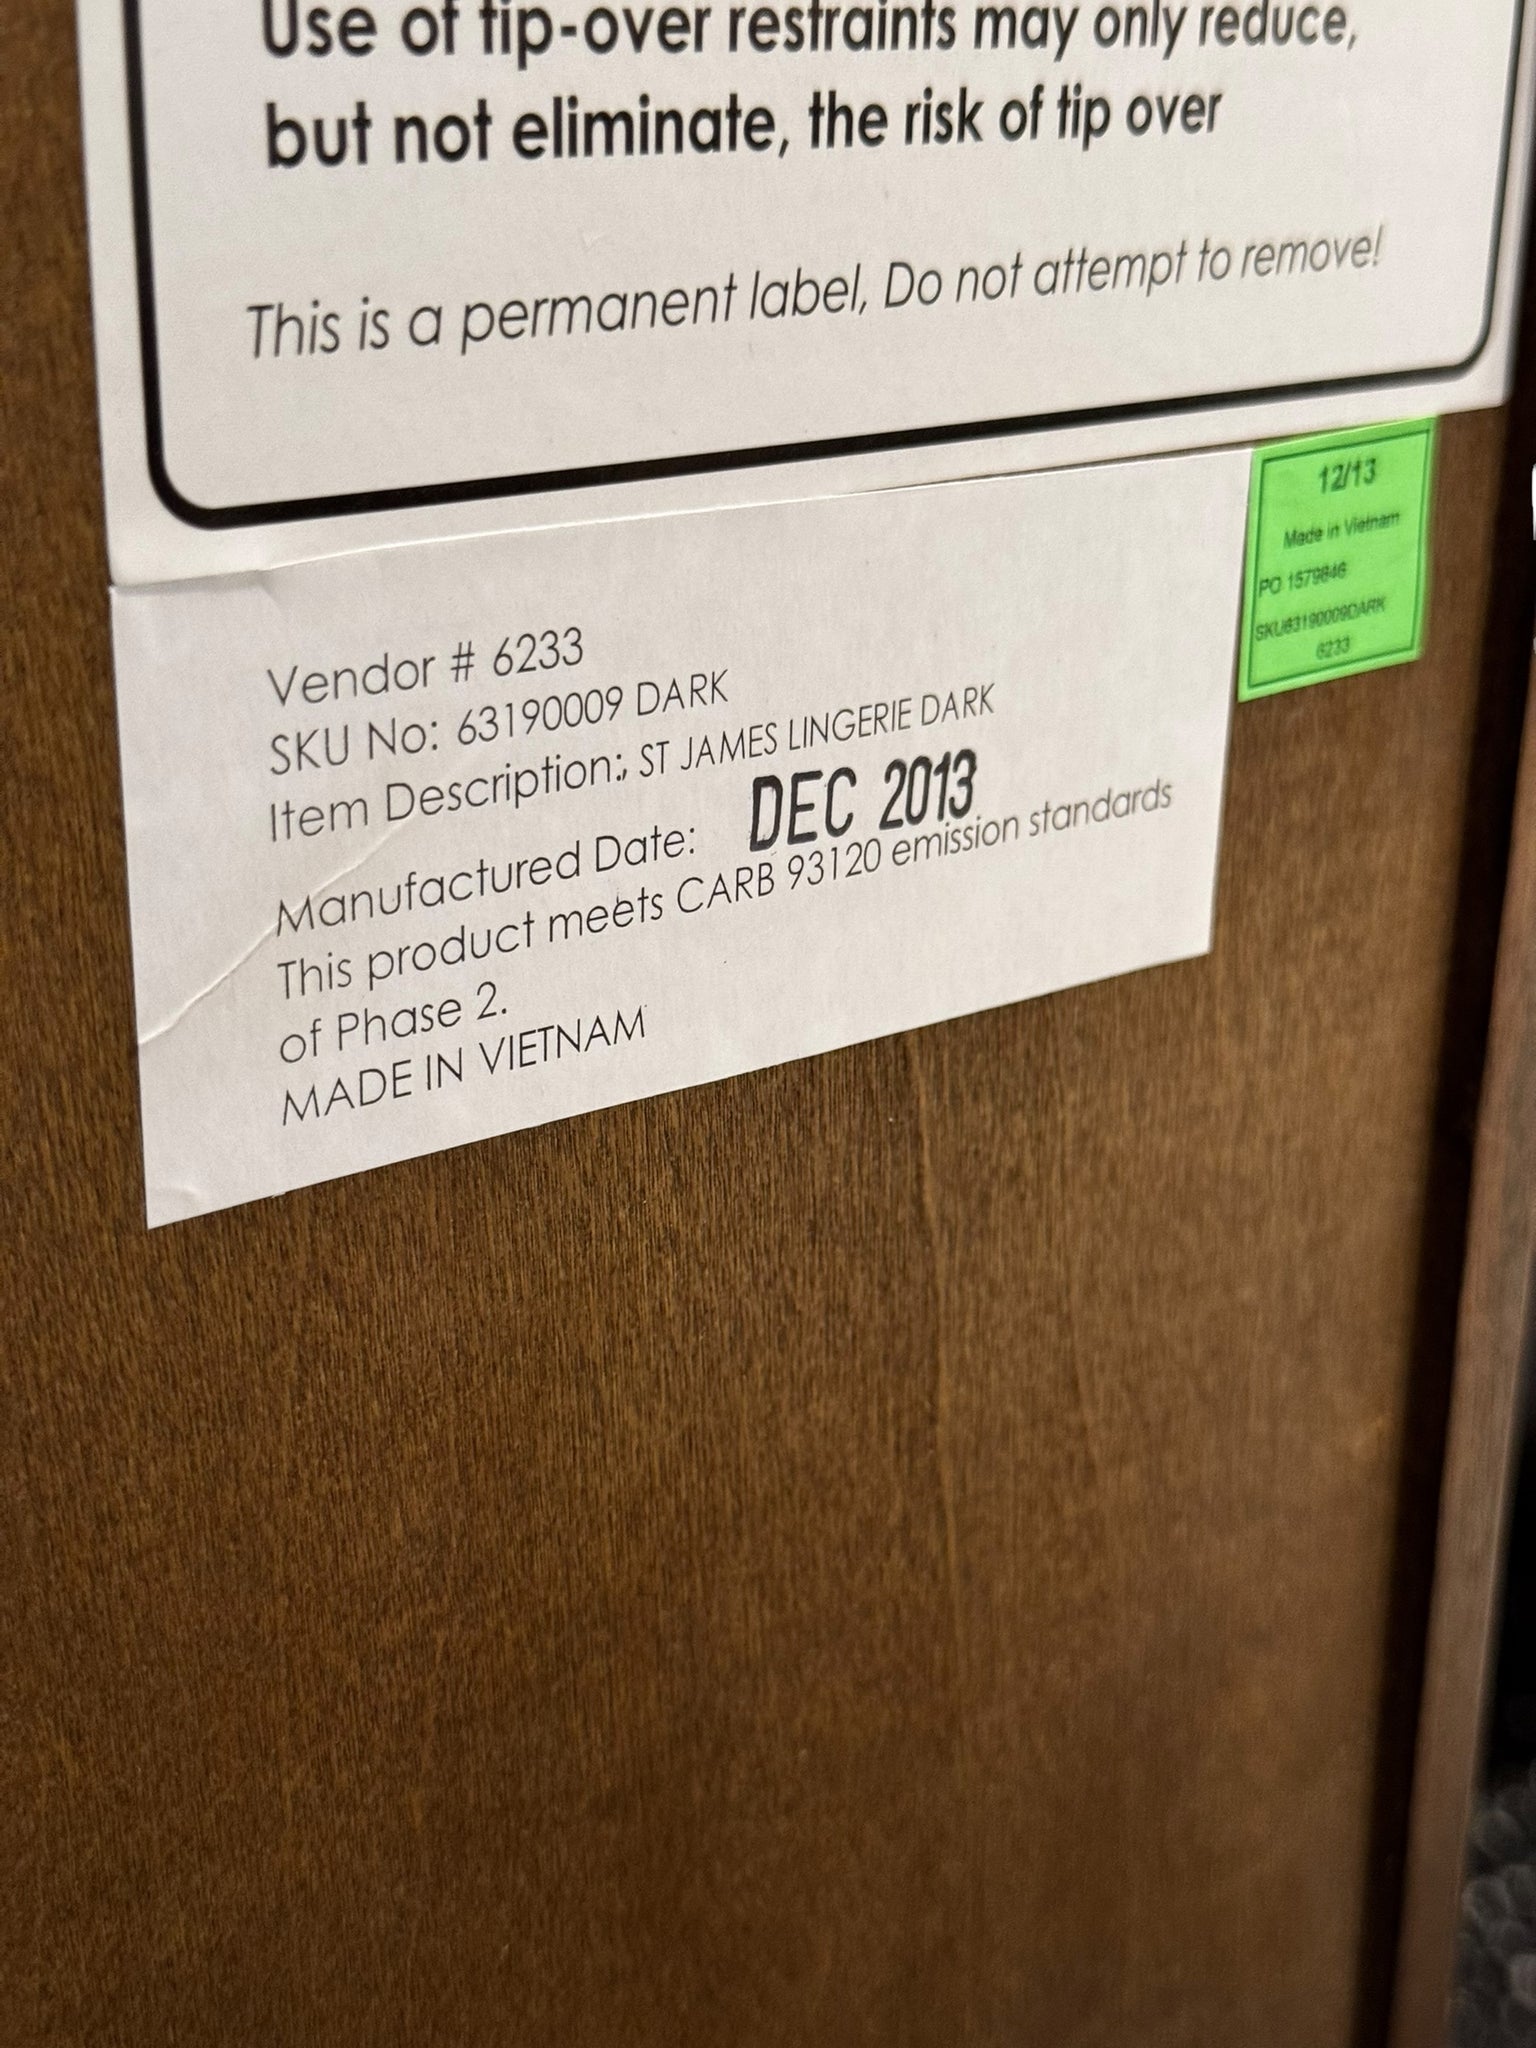 Use of tip-over restraints may only reduce,
but not eliminate, the risk of tip over
This is a permanent label, Do not attempt to remove!
12/13
Made in Vietnam
PO 1579846
SKU63190009DARK
6233
Vendor # 6233
SKU No: 63190009 DARK
Item Description:, ST JAMES LINGERIE DARK
Manufactured Date: DEC 2013
This product meets CARB 93120 emission standards
of Phase 2.
MADE IN VIETNAM